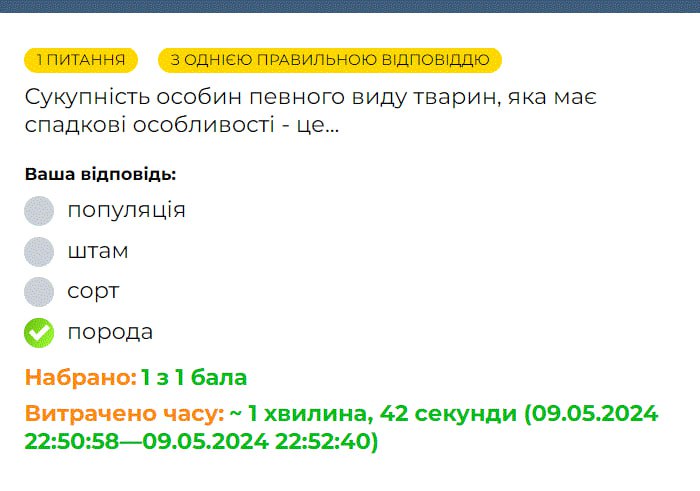 1 ПИТАННЯ
З ОДНІЄЮ ПРАВИЛЬНОЮ ВІДПОВІДДЮ
Сукупність особин певного виду тварин, яка має
спадкові особливості - це...
Ваша відповідь:
популяція
штам
сорт
порода
Набрано: 1 з 1 бала
Витрачено часу: ~ 1 хвилина, 42 секунди (09.05.2024
22:50:58—09.05.2024 22:52:40)